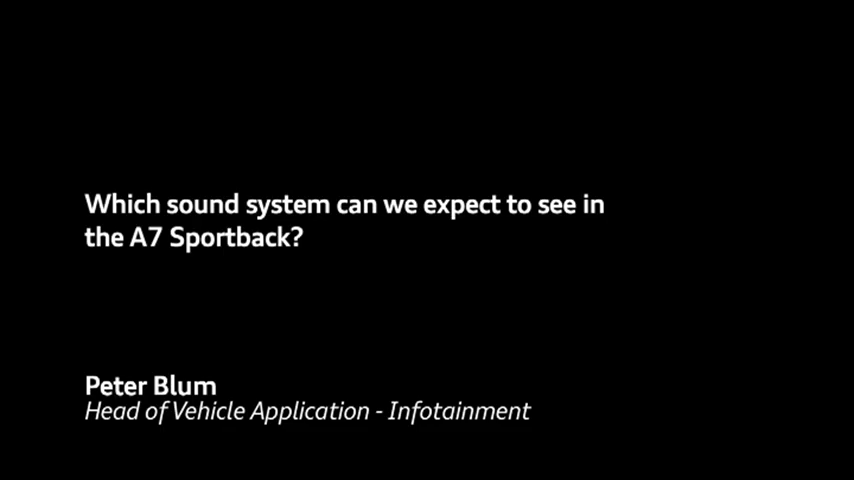 Which sound system can we expect to see in
the A7 Sportback?
Peter Blum
Head of Vehicle Application - Infotainment